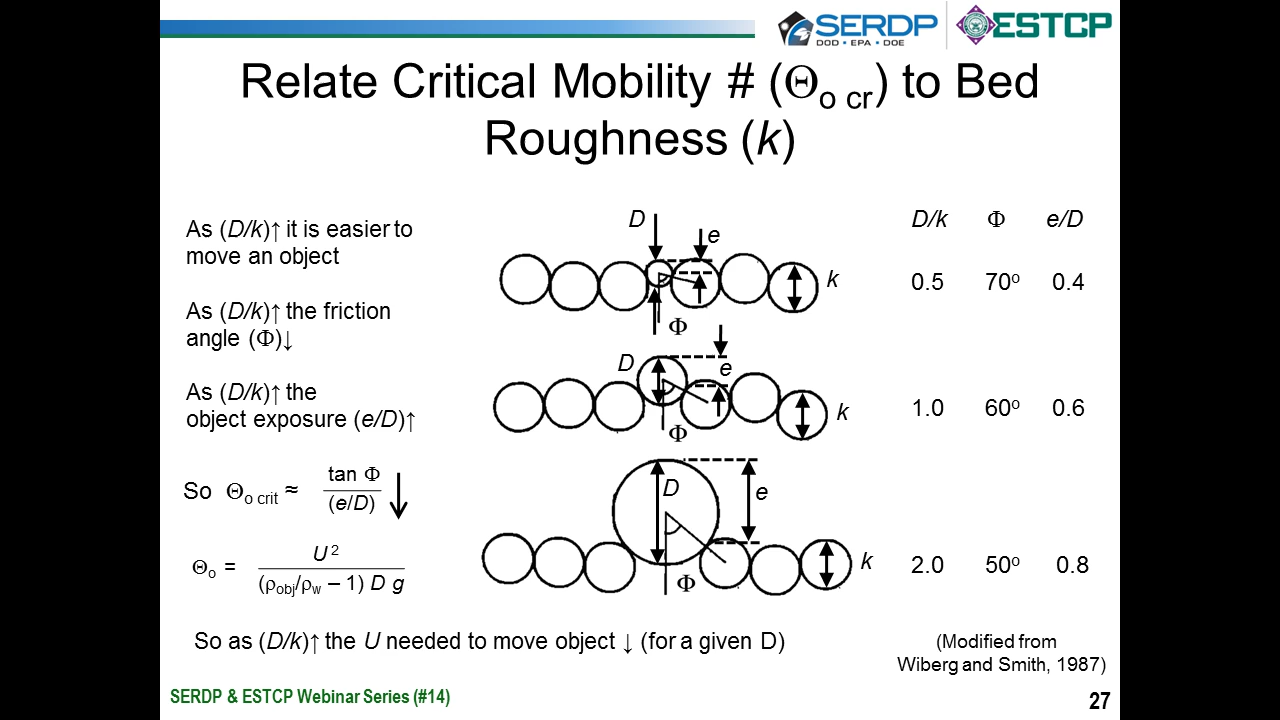 SERDP
DOD • EPA • DOE
ESTCP
Relate Critical Mobility # (Θo cr) to Bed
Roughness (k)
As (D/k)↑ it is easier to
move an object
As (D/k)↑ the friction
angle (Φ)↓
As (D/k)↑ the
object exposure (e/D)↑
So Θo crit ≈ tan Φ / (e/D) ↓
Θo = U² / (ρobj/ρw – 1) D g
D
e
k
Φ
D
e
k
Φ
D
e
k
Φ
D/k Φ e/D
0.5 70º 0.4
1.0 60º 0.6
2.0 50º 0.8
So as (D/k)↑ the U needed to move object ↓ (for a given D)
(Modified from
Wiberg and Smith, 1987)
SERDP & ESTCP Webinar Series (#14)
27